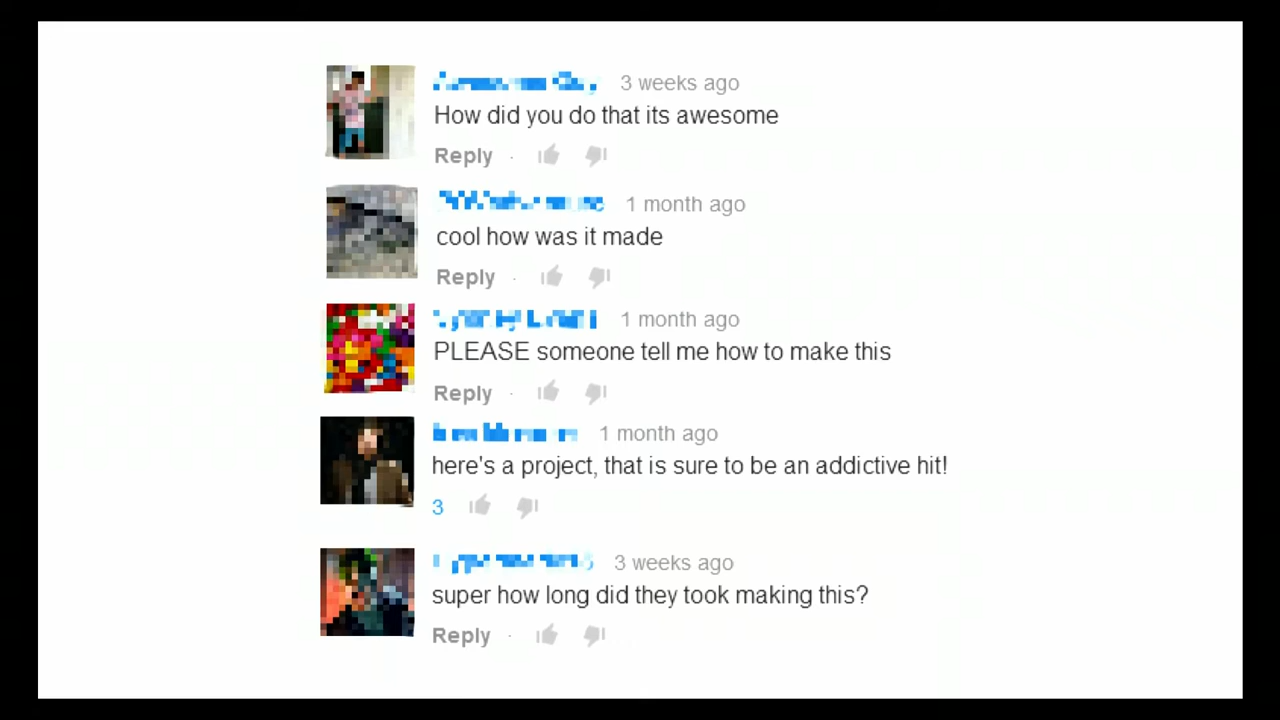 3 weeks ago
How did you do that its awesome
Reply
1 month ago
cool how was it made
Reply
1 month ago
PLEASE someone tell me how to make this
Reply
1 month ago
here's a project, that is sure to be an addictive hit!
3
3 weeks ago
super how long did they took making this?
Reply